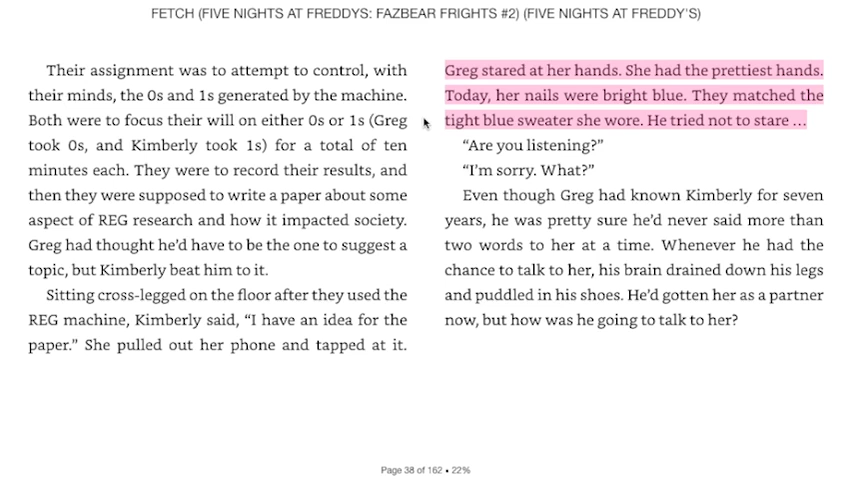 FETCH (FIVE NIGHTS AT FREDDYS: FAZBEAR FRIGHTS #2) (FIVE NIGHTS AT FREDDY'S)
Their assignment was to attempt to control, with
their minds, the 0s and 1s generated by the machine.
Both were to focus their will on either 0s or 1s (Greg
took 0s, and Kimberly took 1s) for a total of ten
minutes each. They were to record their results, and
then they were supposed to write a paper about some
aspect of REG research and how it impacted society.
Greg had thought he’d have to be the one to suggest a
topic, but Kimberly beat him to it.
Sitting cross-legged on the floor after they used the
REG machine, Kimberly said, “I have an idea for the
paper.” She pulled out her phone and tapped at it.
Greg stared at her hands. She had the prettiest hands.
Today, her nails were bright blue. They matched the
tight blue sweater she wore. He tried not to stare ...
“Are you listening?”
“I’m sorry. What?”
Even though Greg had known Kimberly for seven
years, he was pretty sure he’d never said more than
two words to her at a time. Whenever he had the
chance to talk to her, his brain drained down his legs
and puddled in his shoes. He’d gotten her as a partner
now, but how was he going to talk to her?
Page 38 of 162 • 22%